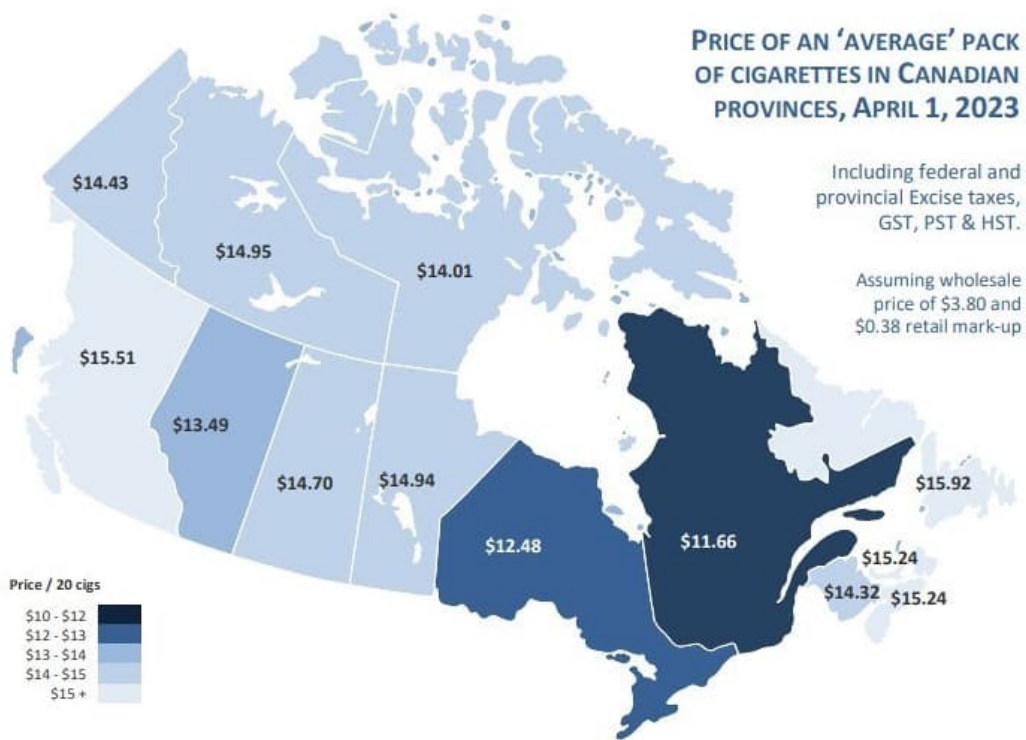 PRICE OF AN ‘AVERAGE’ PACK
OF CIGARETTES IN CANADIAN
PROVINCES, APRIL 1, 2023
Including federal and
provincial Excise taxes,
GST, PST & HST.
Assuming wholesale
price of $3.80 and
$0.38 retail mark-up
$14.43
$14.95
$14.01
$15.51
$13.49
$14.70
$14.94
$12.48
$11.66
$15.92
$15.24
$14.32
$15.24
Price / 20 cigs
$10 - $12
$12 - $13
$13 - $14
$14 - $15
$15 +